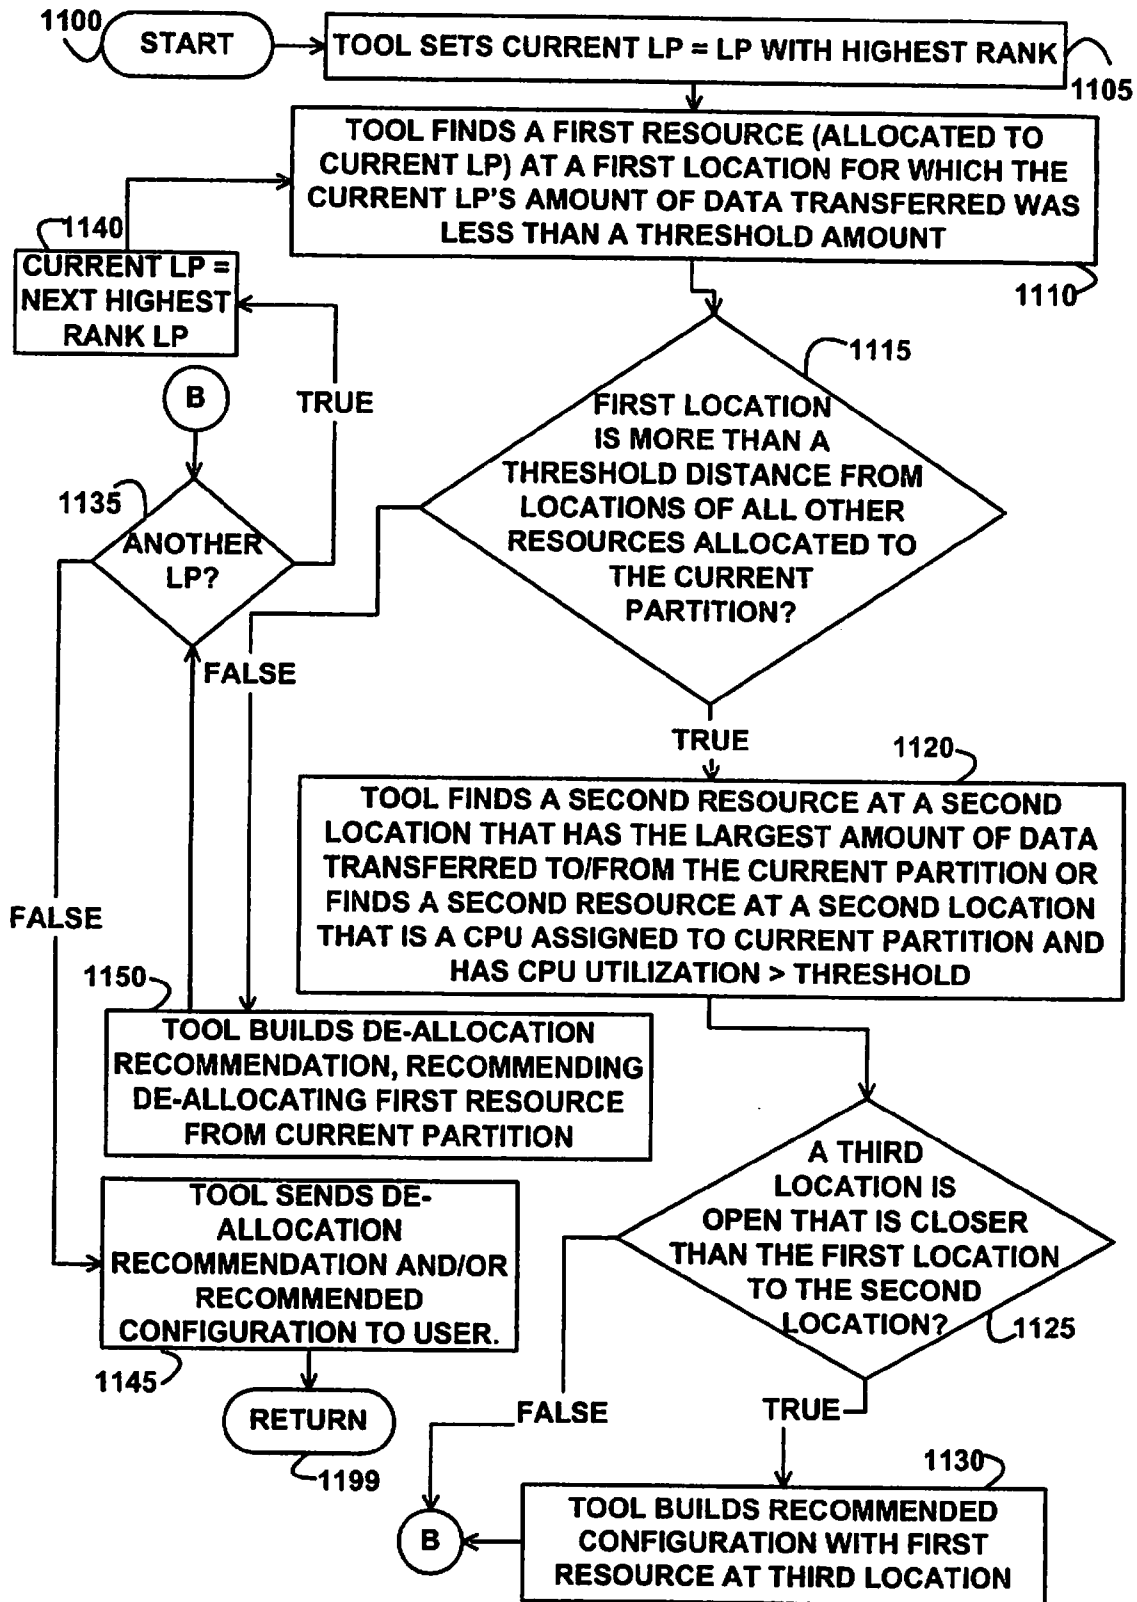 1100
START
TOOL SETS CURRENT LP = LP WITH HIGHEST RANK
1105
TOOL FINDS A FIRST RESOURCE (ALLOCATED TO
CURRENT LP) AT A FIRST LOCATION FOR WHICH THE
CURRENT LP'S AMOUNT OF DATA TRANSFERRED WAS
LESS THAN A THRESHOLD AMOUNT
1110
1140
CURRENT LP =
NEXT HIGHEST
RANK LP
B
TRUE
1115
FIRST LOCATION
IS MORE THAN A
THRESHOLD DISTANCE FROM
LOCATIONS OF ALL OTHER
RESOURCES ALLOCATED TO
THE CURRENT
PARTITION?
1135
ANOTHER
LP?
FALSE
TRUE
1120
TOOL FINDS A SECOND RESOURCE AT A SECOND
LOCATION THAT HAS THE LARGEST AMOUNT OF DATA
TRANSFERRED TO/FROM THE CURRENT PARTITION OR
FINDS A SECOND RESOURCE AT A SECOND LOCATION
THAT IS A CPU ASSIGNED TO CURRENT PARTITION AND
HAS CPU UTILIZATION > THRESHOLD
FALSE
1150
TOOL BUILDS DE-ALLOCATION
RECOMMENDATION, RECOMMENDING
DE-ALLOCATING FIRST RESOURCE
FROM CURRENT PARTITION
A THIRD
LOCATION IS
OPEN THAT IS CLOSER
THAN THE FIRST LOCATION
TO THE SECOND
LOCATION?
1125
TOOL SENDS DE-
ALLOCATION
RECOMMENDATION AND/OR
RECOMMENDED
CONFIGURATION TO USER.
1145
RETURN
1199
FALSE
TRUE
1130
TOOL BUILDS RECOMMENDED
CONFIGURATION WITH FIRST
RESOURCE AT THIRD LOCATION
B